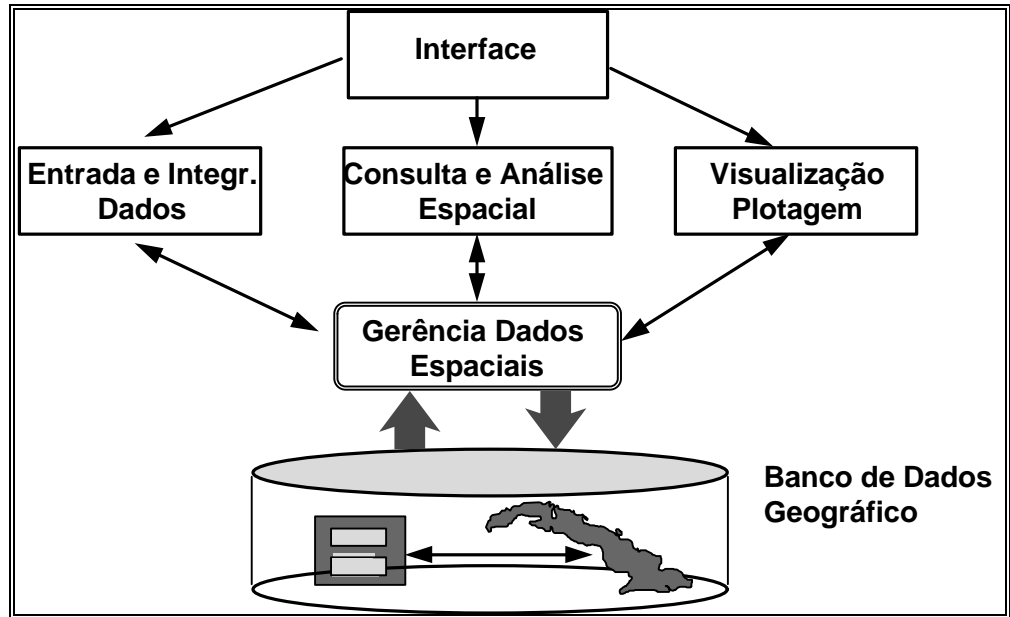 Interface
Entrada e Integr.
Dados
Consulta e Análise
Espacial
Visualização
Plotagem
Gerência Dados
Espaciais
Banco de Dados
Geográfico